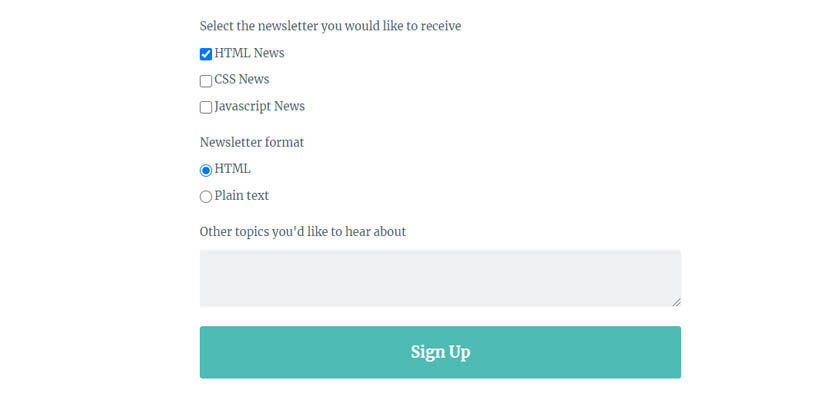 Select the newsletter you would like to receive
HTML News
CSS News
Javascript News
Newsletter format
HTML
Plain text
Other topics you'd like to hear about
Sign Up